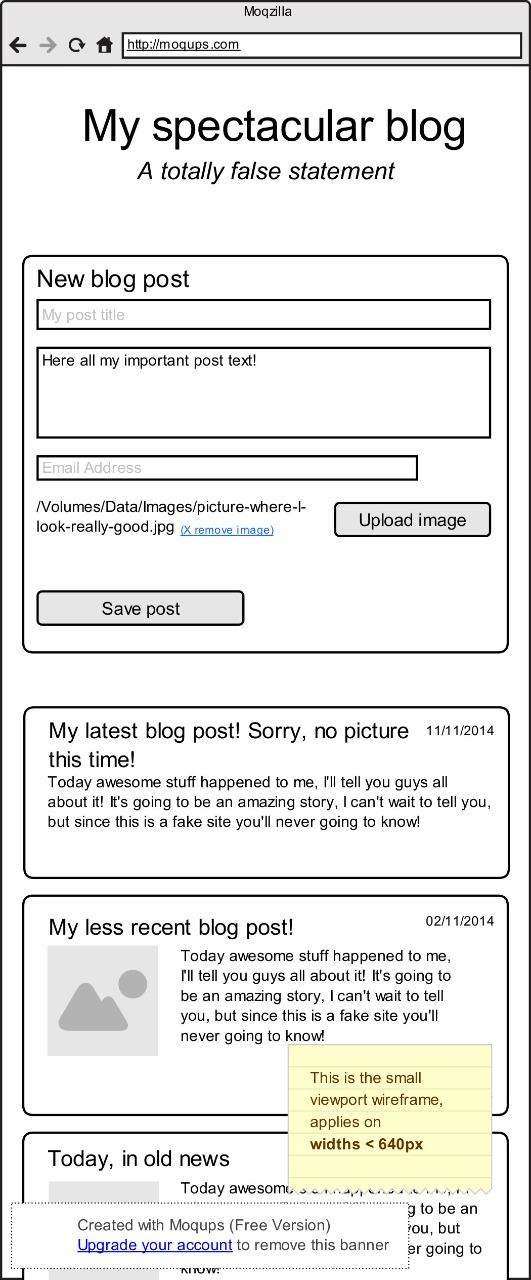 Moqzilla
http://moqups.com
My spectacular blog
A totally false statement
New blog post
My post title
Here all my important post text!
Email Address
/Volumes/Data/Images/picture-where-I-
look-really-good.jpg (X remove image)
Upload image
Save post
My latest blog post! Sorry, no picture
this time!
11/11/2014
Today awesome stuff happened to me, I'll tell you guys all
about it! It's going to be an amazing story, I can't wait to tell you,
but since this is a fake site you'll never going to know!
My less recent blog post!
02/11/2014
Today awesome stuff happened to me,
I'll tell you guys all about it! It's going to
be an amazing story, I can't wait to tell
you, but since this is a fake site you'll
never going to know!
This is the small
viewport wireframe,
applies on
widths < 640px
Today, in old news
Today awesome
to be an
you, but
going to
know!
Created with Moqups (Free Version)
Upgrade your account to remove this banner